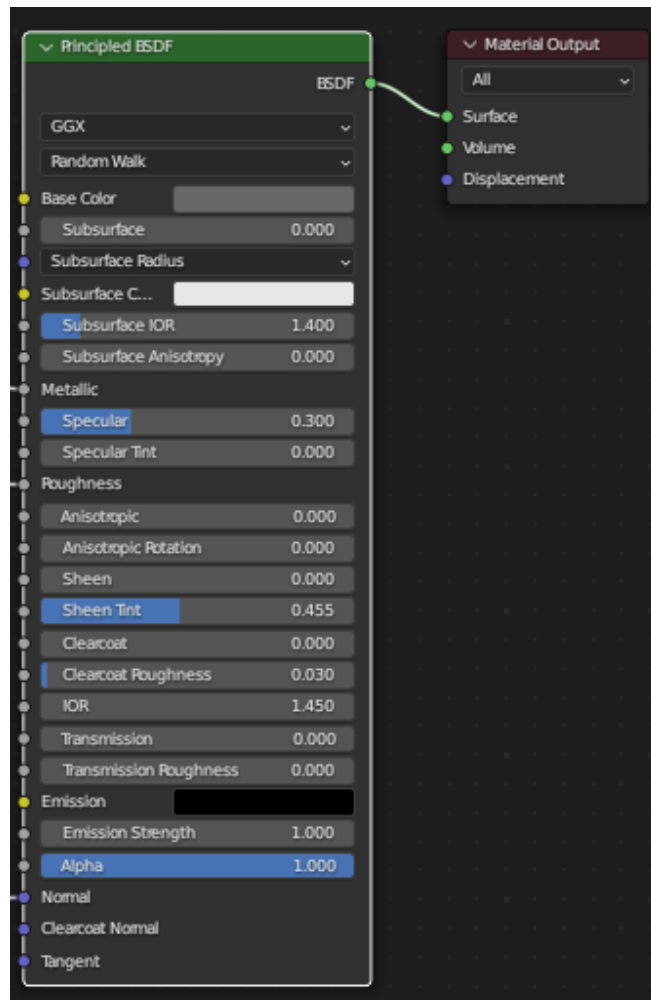 Principled BSDF
BSDF
GGX
Random Walk
Base Color
Subsurface 0.000
Subsurface Radius
Subsurface C...
Subsurface IOR 1.400
Subsurface Anisotropy 0.000
Metallic
Specular 0.300
Specular Tint 0.000
Roughness
Anisotropic 0.000
Anisotropic Rotation 0.000
Sheen 0.000
Sheen Tint 0.455
Clearcoat 0.000
Clearcoat Roughness 0.030
IOR 1.450
Transmission 0.000
Transmission Roughness 0.000
Emission
Emission Strength 1.000
Alpha 1.000
Normal
Clearcoat Normal
Tangent
Material Output
All
Surface
Volume
Displacement